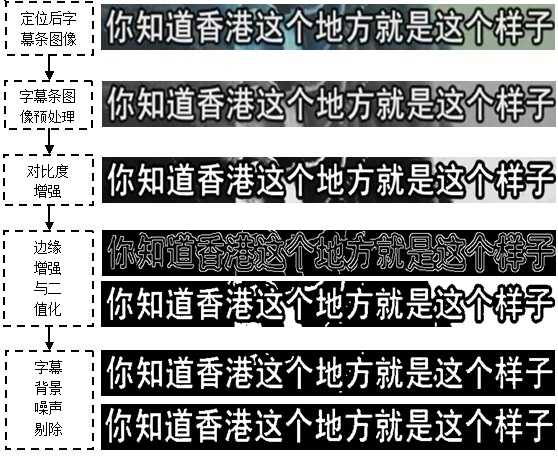 定位后字
幕条图像
你知道香港这个地方就是这个样子
字幕条图
像预处理
你知道香港这个地方就是这个样子
对比度
增强
你知道香港这个地方就是这个样子
边缘
增强
与二
值化
你知道香港这个地方就是这个样子
你知道香港这个地方就是这个样子
字幕
背景
噪声
剔除
你知道香港这个地方就是这个样子
你知道香港这个地方就是这个样子